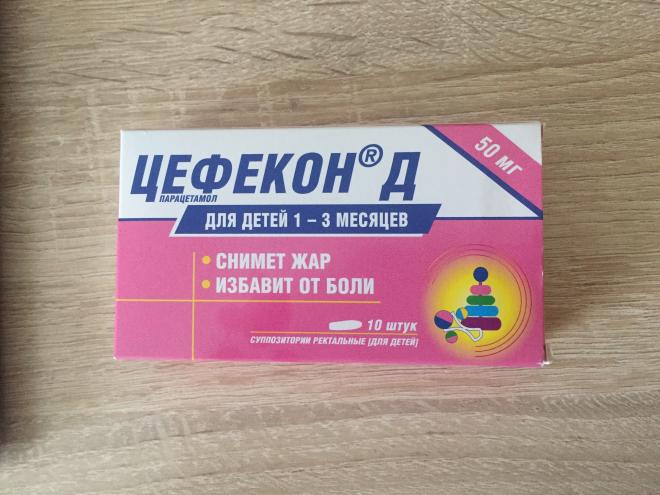 ЦЕФЕКОН® Д
ПАРАЦЕТАМОЛ
50 МГ
ДЛЯ ДЕТЕЙ 1 – 3 МЕСЯЦЕВ
• СНИМЕТ ЖАР
• ИЗБАВИТ ОТ БОЛИ
10 штук
СУППОЗИТОРИИ РЕКТАЛЬНЫЕ [ДЛЯ ДЕТЕЙ]